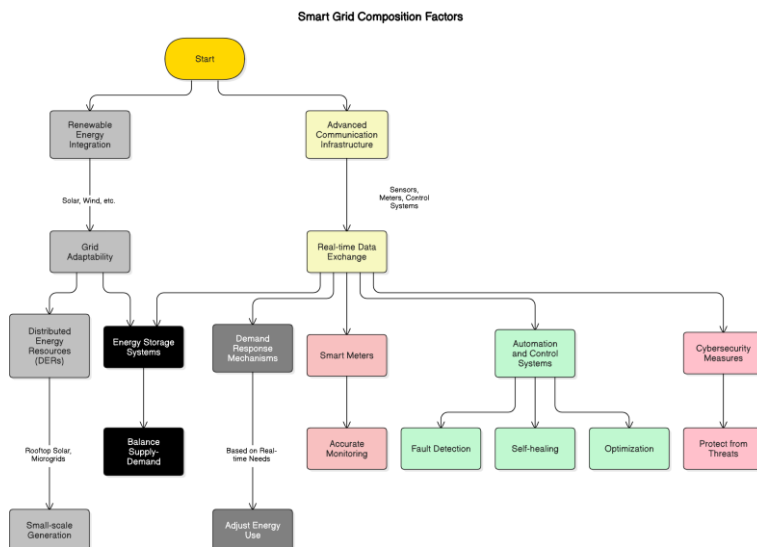 Smart Grid Composition Factors
Start
Renewable
Energy
Integration
Advanced
Communication
Infrastructure
Solar, Wind, etc.
Sensors,
Meters, Control
Systems
Grid
Adaptability
Real-time Data
Exchange
Distributed
Energy
Resources
(DERs)
Energy Storage
Systems
Demand
Response
Mechanisms
Smart Meters
Automation
and Control
Systems
Cybersecurity
Measures
Rooftop Solar,
Microgrids
Balance
Supply-
Demand
Based on Real-
time Needs
Accurate
Monitoring
Fault Detection
Self-healing
Optimization
Protect from
Threats
Small-scale
Generation
Adjust Energy
Use